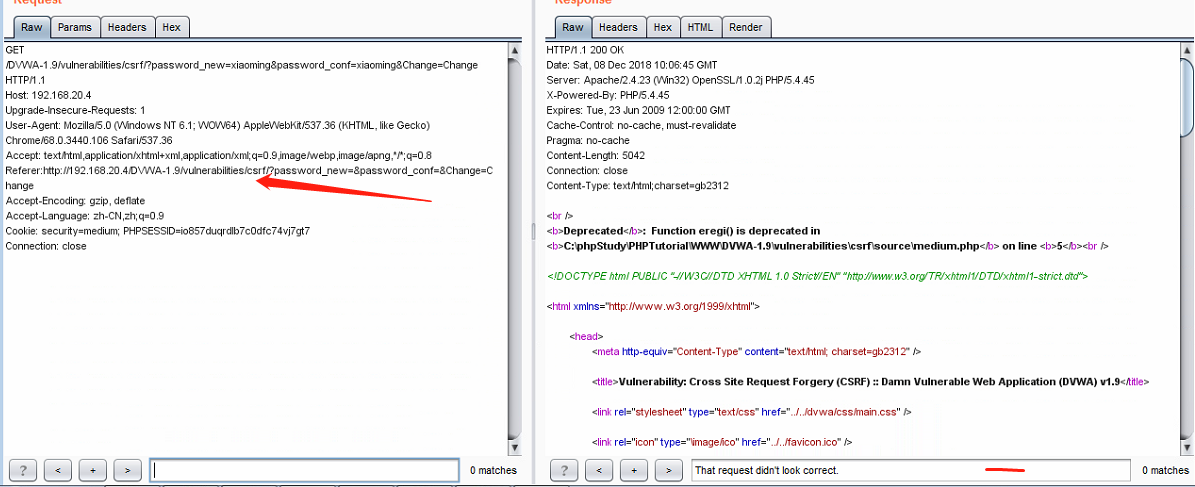 Request
Raw Params Headers Hex
GET
/DVWA-1.9/vulnerabilities/csrf/?password_new=xiaoming&password_conf=xiaoming&Change=Change
HTTP/1.1
Host: 192.168.20.4
Upgrade-Insecure-Requests: 1
User-Agent: Mozilla/5.0 (Windows NT 6.1; WOW64) AppleWebKit/537.36 (KHTML, like Gecko)
Chrome/68.0.3440.106 Safari/537.36
Accept: text/html,application/xhtml+xml,application/xml;q=0.9,image/webp,image/apng,*/*;q=0.8
Referer:http://192.168.20.4/DVWA-1.9/vulnerabilities/csrf/?password_new=&password_conf=&Change=C
hange
Accept-Encoding: gzip, deflate
Accept-Language: zh-CN,zh;q=0.9
Cookie: security=medium; PHPSESSID=io857duqrdlb7c0dfc74vj7gt7
Connection: close
? < + > 0 matches
Response
Raw Headers Hex HTML Render
HTTP/1.1 200 OK
Date: Sat, 08 Dec 2018 10:06:45 GMT
Server: Apache/2.4.23 (Win32) OpenSSL/1.0.2j PHP/5.4.45
X-Powered-By: PHP/5.4.45
Expires: Tue, 23 Jun 2009 12:00:00 GMT
Cache-Control: no-cache, must-revalidate
Pragma: no-cache
Content-Length: 5042
Connection: close
Content-Type: text/html;charset=gb2312
<br />
<b>Deprecated</b>:  Function eregi() is deprecated in
<b>C:\phpStudy\PHPTutorial\WWW\DVWA-1.9\vulnerabilities\csrf\source\medium.php</b> on line <b>5</b><br />
<!DOCTYPE html PUBLIC "-//W3C//DTD XHTML 1.0 Strict//EN" "http://www.w3.org/TR/xhtml1/DTD/xhtml1-strict.dtd">
<html xmlns="http://www.w3.org/1999/xhtml">
<head>
<meta http-equiv="Content-Type" content="text/html; charset=gb2312" />
<title>Vulnerability: Cross Site Request Forgery (CSRF) :: Damn Vulnerable Web Application (DVWA) v1.9</title>
<link rel="stylesheet" type="text/css" href="../../dvwa/css/main.css" />
<link rel="icon" type="\image/ico" href="../../favicon.ico" />
? < + > That request didn't look correct. 0 matches